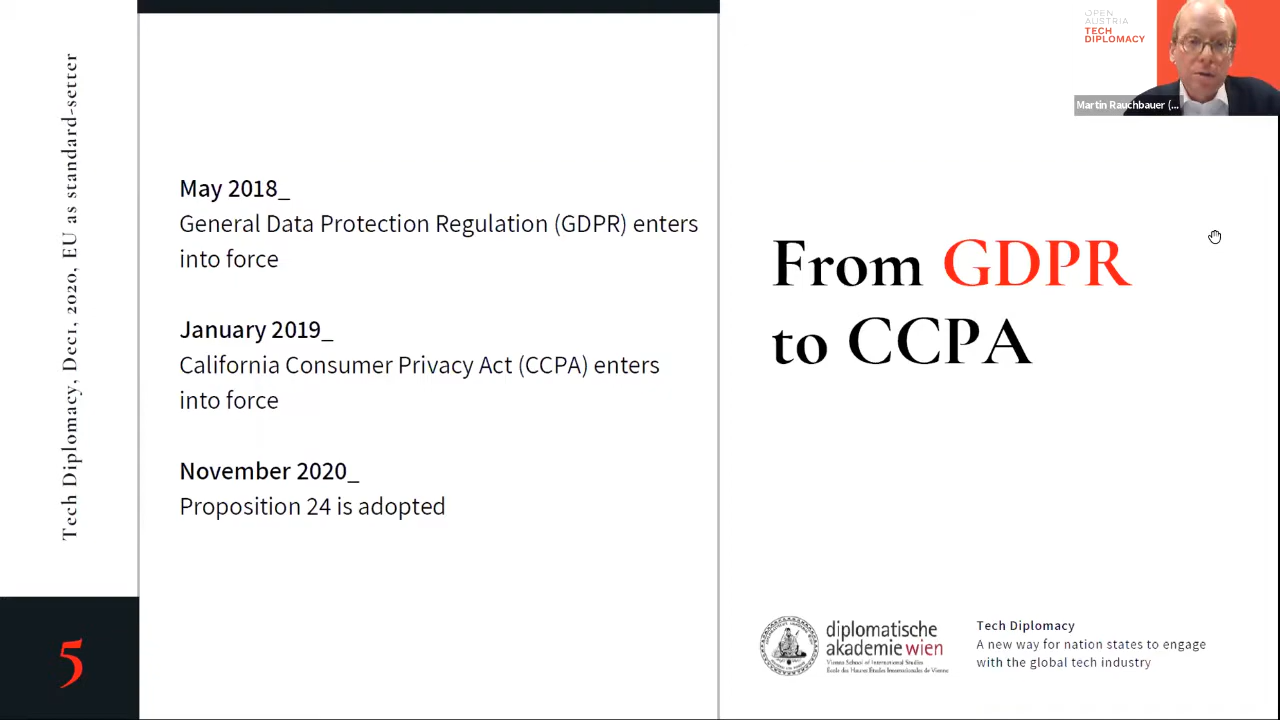 Tech Diplomacy, Dec1, 2020, EU as standard-setter
5
May 2018_
General Data Protection Regulation (GDPR) enters
into force
January 2019_
California Consumer Privacy Act (CCPA) enters
into force
November 2020_
Proposition 24 is adopted
OPEN
AUSTRIA
TECH
DIPLOMACY
Martin Rauchbauer (...
From GDPR
to CCPA
diplomatische
akademie wien
Vienna School of International Studies
École des Hautes Études Internationales de Vienne
Tech Diplomacy
A new way for nation states to engage
with the global tech industry